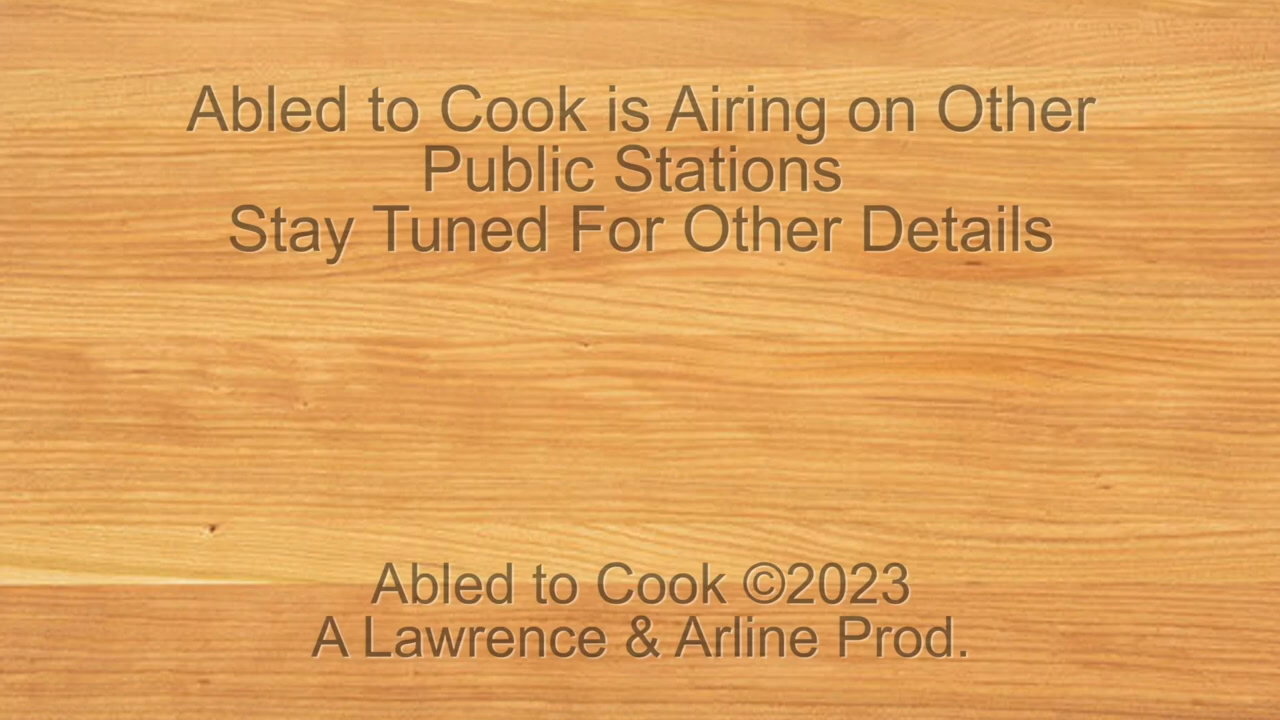 Abled to Cook is Airing on Other
Public Stations
Stay Tuned For Other Details
Abled to Cook ©2023
A Lawrence & Arline Prod.